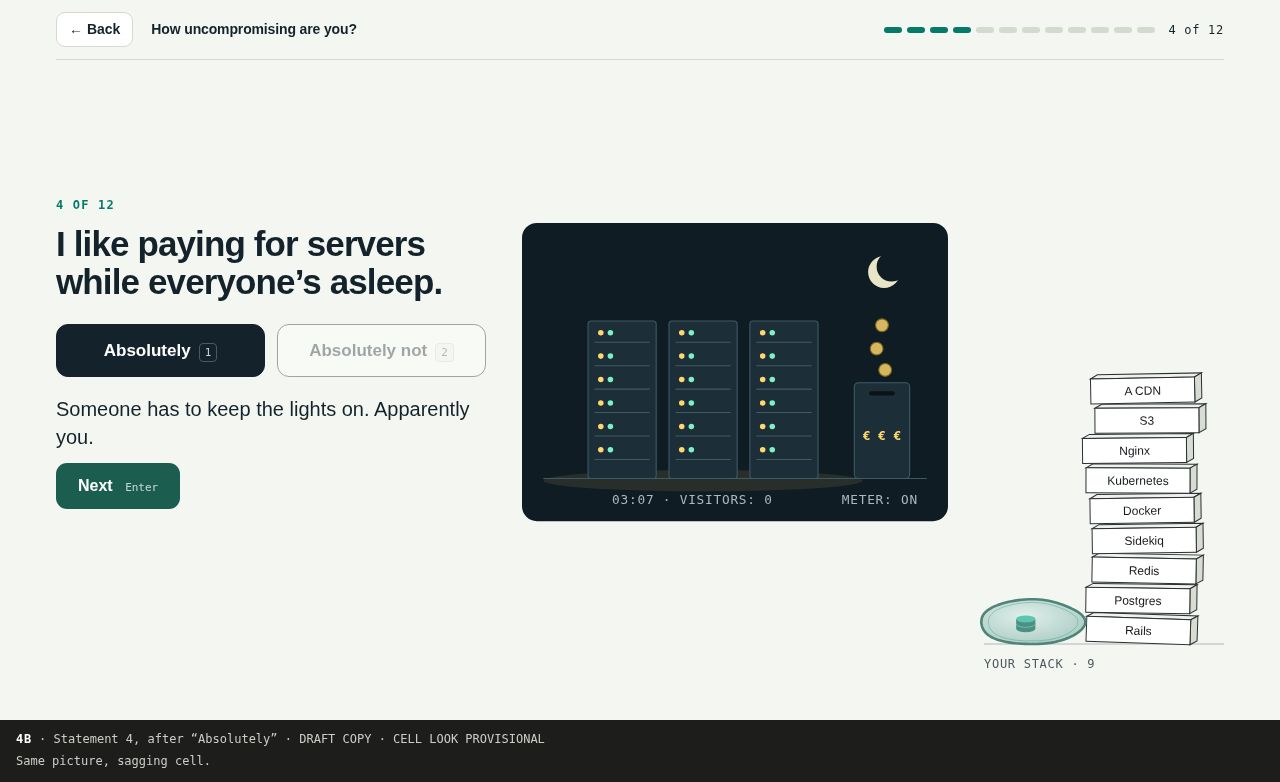 ← Back
How uncompromising are you?
4 of 12
4 OF 12
I like paying for servers
while everyone’s asleep.
Absolutely 1
Absolutely not 2
Someone has to keep the lights on. Apparently
you.
Next Enter
€ € €
03:07 · VISITORS: 0
METER: ON
A CDN
S3
Nginx
Kubernetes
Docker
Sidekiq
Redis
Postgres
Rails
YOUR STACK · 9
4B · Statement 4, after “Absolutely” · DRAFT COPY · CELL LOOK PROVISIONAL
Same picture, sagging cell.